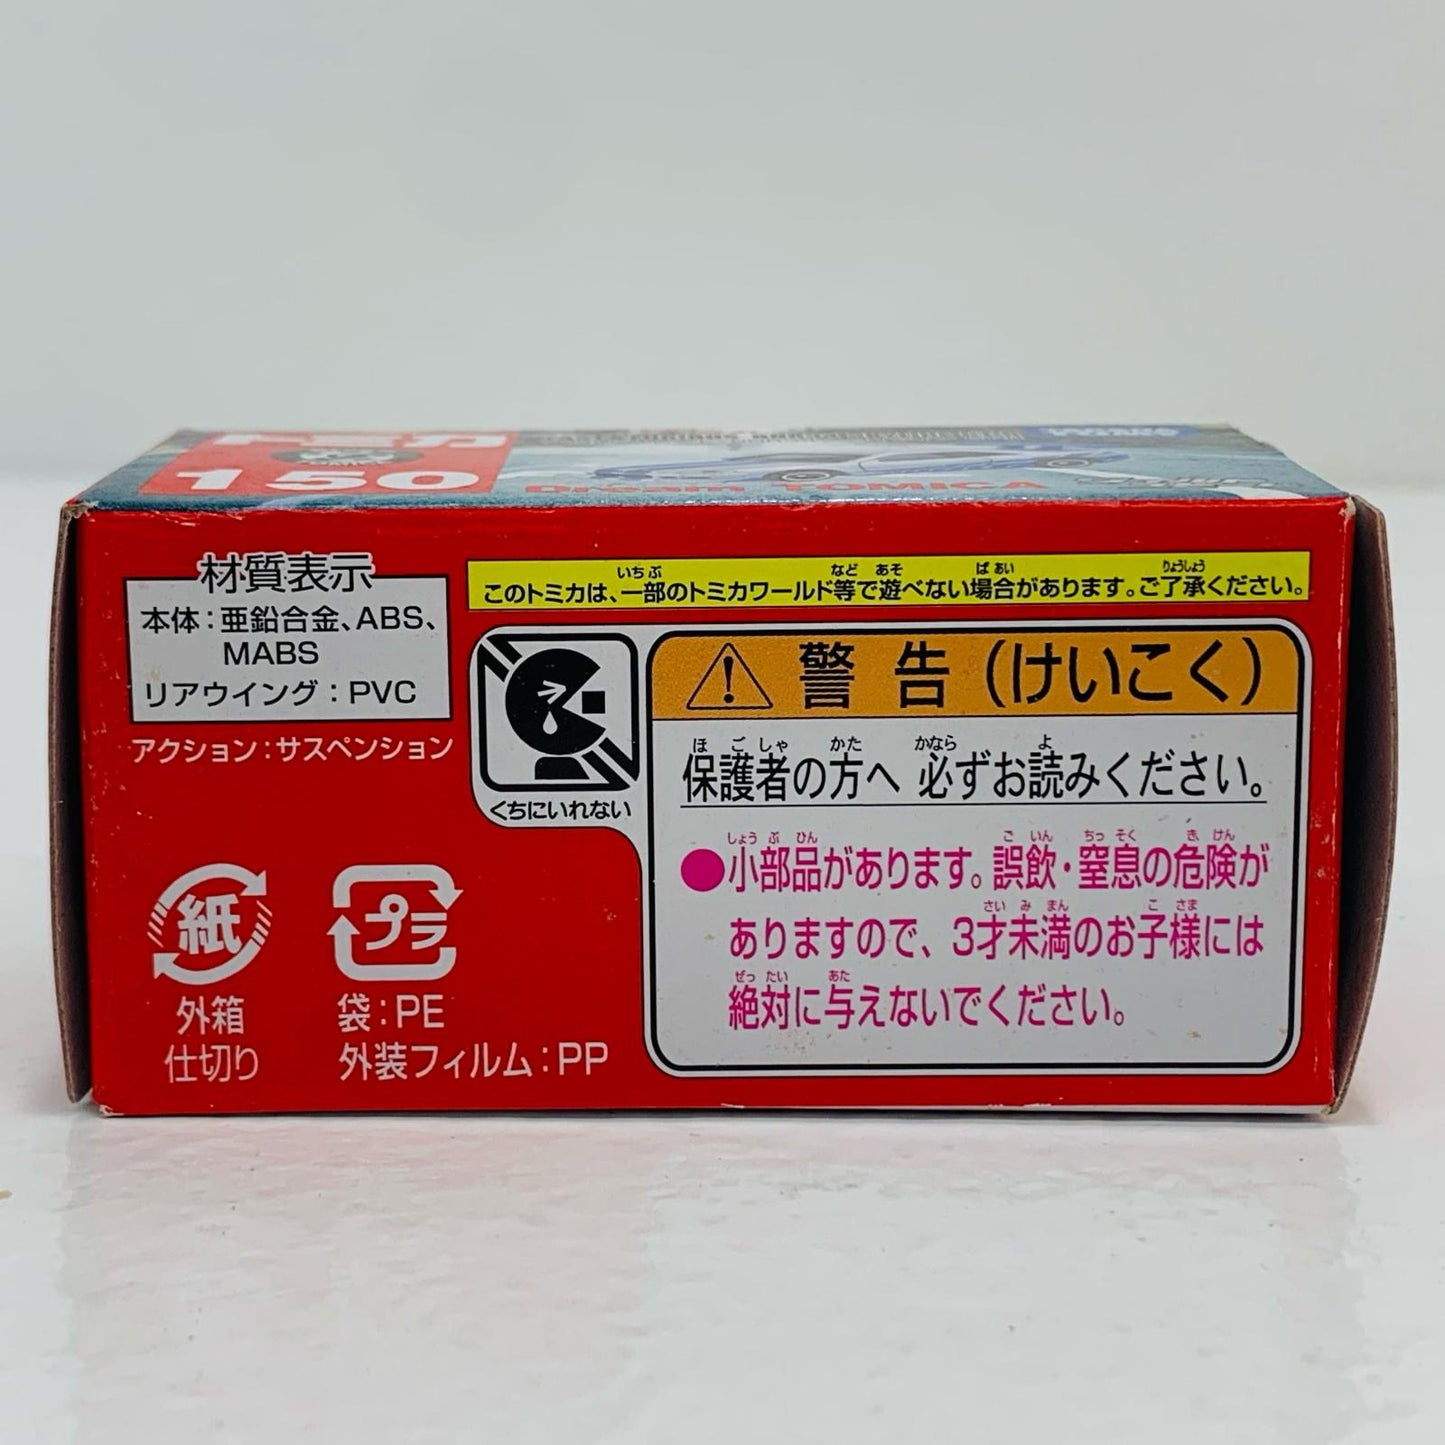 トミカ
150
Dream TOMICA
材質表示
本体：亜鉛合金、ABS、
MABS
リアウイング：PVC
アクション：サスペンション
このトミカは、一部のトミカワールド等で遊べない場合があります。ご了承ください。
くちにいれない
警告（けいこく）
保護者の方へ 必ずお読みください。
●小部品があります。誤飲・窒息の危険が
ありますので、3才未満のお子様には
絶対に与えないでください。
紙
外箱
仕切り
プラ
袋：PE
外装フィルム：PP